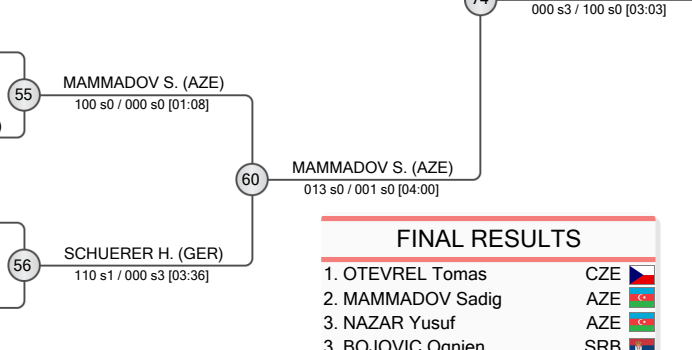 000 s3 / 100 s0 [03:03]
MAMMADOV S. (AZE)
55
100 s0 / 000 s0 [01:08]
MAMMADOV S. (AZE)
60
013 s0 / 001 s0 [04:00]
SCHUERER H. (GER)
56
110 s1 / 000 s3 [03:36]
FINAL RESULTS
1. OTEVREL Tomas CZE
2. MAMMADOV Sadig AZE
3. NAZAR Yusuf AZE
3. BOJOVIC Ognjen SRB